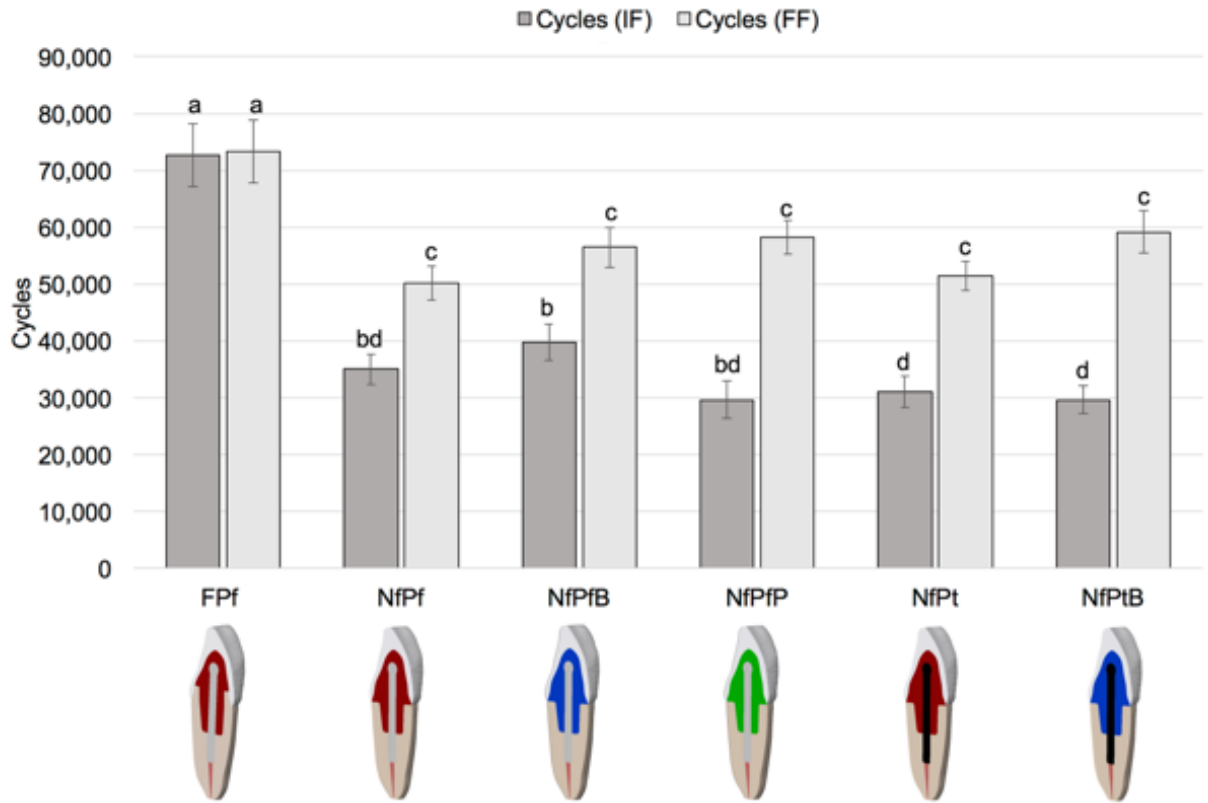 Cycles (IF) Cycles (FF)
90,000
80,000
70,000
60,000
50,000
40,000
30,000
20,000
10,000
0
Cycles
a a
bd c
b c
bd c
d c
d c
FPf NfPf NfPfB NfPfP NfPt NfPtB